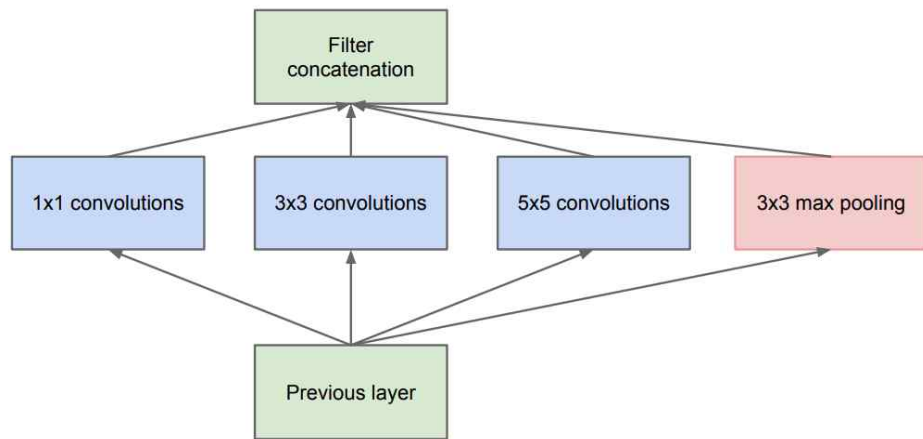 Filter
concatenation
1x1 convolutions
3x3 convolutions
5x5 convolutions
3x3 max pooling
Previous layer